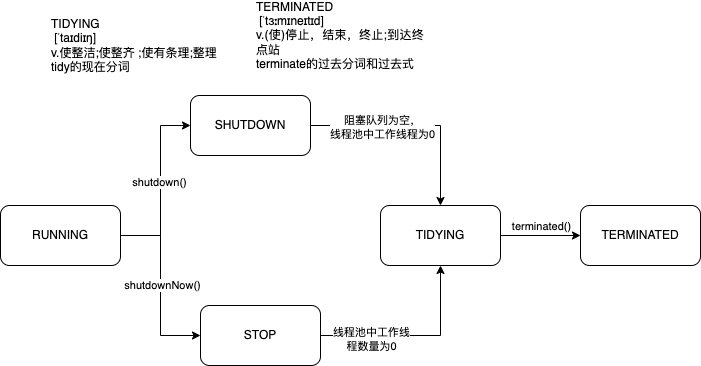 TIDYING
[ˈtaɪdiɪŋ]
v.使整洁;使整齐 ;使有条理;整理
tidy的现在分词
TERMINATED
[ˈtɜːmɪneɪtɪd]
v.(使)停止，结束，终止;到达终
点站
terminate的过去分词和过去式
SHUTDOWN
阻塞队列为空，
线程池中工作线程为0
shutdown()
RUNNING
TIDYING
terminated()
TERMINATED
shutdownNow()
STOP
线程池中工作线
程数量为0